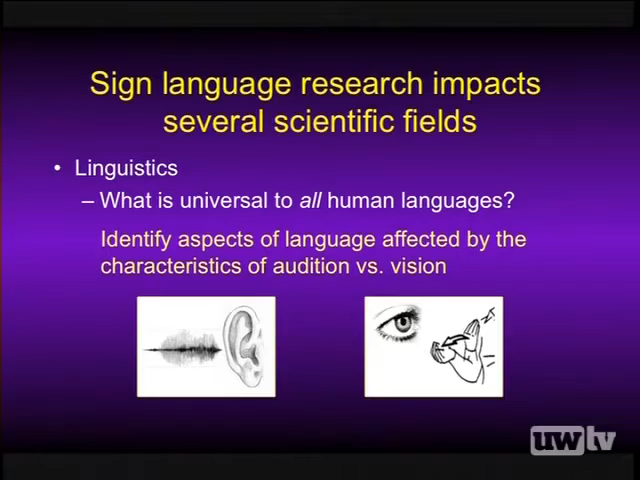 Sign language research impacts
several scientific fields
• Linguistics
– What is universal to all human languages?
Identify aspects of language affected by the
characteristics of audition vs. vision
uwtv